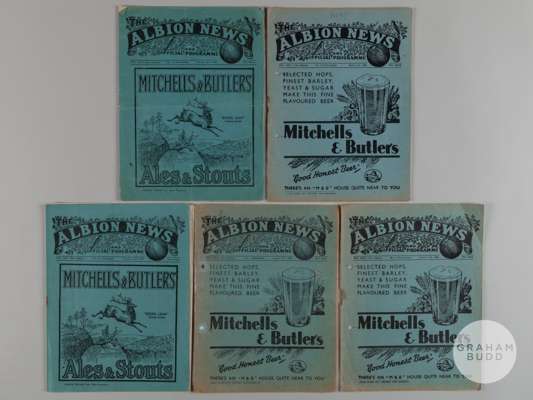 THE
ALBION NEWS
AND
OFFICIAL PROGRAMME
MITCHELLS & BUTLERS
Ales & Stouts
THE
ALBION NEWS
OFFICIAL PROGRAMME
SELECTED HOPS,
FINEST BARLEY,
YEAST & SUGAR
MAKE THIS FINE
FLAVOURED BEER
Mitchells
& Butlers
"Good Honest Beer"
THERE'S AN "M & B" HOUSE QUITE NEAR TO YOU
THE
ALBION NEWS
AND
OFFICIAL PROGRAMME
MITCHELLS & BUTLERS
Ales & Stouts
THE
ALBION NEWS
OFFICIAL PROGRAMME
SELECTED HOPS,
FINEST BARLEY,
YEAST & SUGAR
MAKE THIS FINE
FLAVOURED BEER
Mitchells
& Butlers
"Good Honest Beer"
THERE'S AN "M & B" HOUSE QUITE NEAR TO YOU
THE
ALBION NEWS
OFFICIAL PROGRAMME
SELECTED HOPS,
FINEST BARLEY,
YEAST & SUGAR
MAKE THIS FINE
FLAVOURED BEER
Mitchells
& Butlers
"Good Honest Beer"
THERE'S AN "M & B" HOUSE QUITE NEAR TO YOU
GRAHAM
BUDD